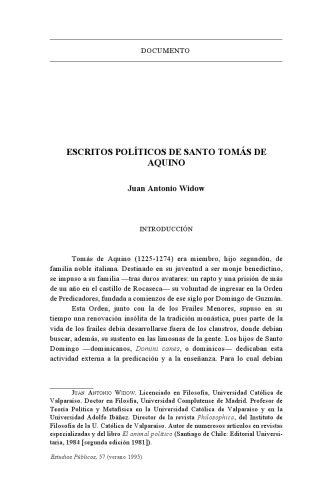 DOCUMENTO
ESCRITOS POLÍTICOS DE SANTO TOMÁS DE
AQUINO
Juan Antonio Widow
INTRODUCCIÓN
Tomás de Aquino (1225-1274) era miembro, hijo segundón, de
familia noble italiana. Destinado en su juventud a ser monje benedictino,
se impuso a su familia —tras duros avatares: un rapto y una prisión de más
de un año en el castillo de Rocaseca— su voluntad de ingresar en la Orden
de Predicadores, fundada a comienzos de ese siglo por Domingo de Guzmán.
Esta Orden, junto con la de los Frailes Menores, supuso en su
tiempo una renovación insólita de la tradición monástica, pues parte de la
vida de los frailes debía desarrollarse fuera de los claustros, donde debían
buscar, además, su sustento en las limosnas de la gente. Los hijos de Santo
Domingo —dominicanos, Domini canes, o dominicos— dedicaban esta
actividad externa a la predicación y a la enseñanza. Para lo cual debían
JUAN ANTONIO WIDOW. Licenciado en Filosofía, Universidad Católica de
Valparaíso. Doctor en Filosofía, Universidad Complutense de Madrid. Profesor de
Teoría Política y Metafísica en la Universidad Católica de Valparaíso y en la
Universidad Adolfo Ibáñez. Director de la revista Philosophica, del Instituto de
Filosofía de la U. Católica de Valparaíso. Autor de numerosos artículos en revistas
especializadas y del libro El animal político (Santiago de Chile: Editorial Universi-
taria, 1984 [segunda edición 1981]).
Estudios Públicos, 57 (verano 1995)